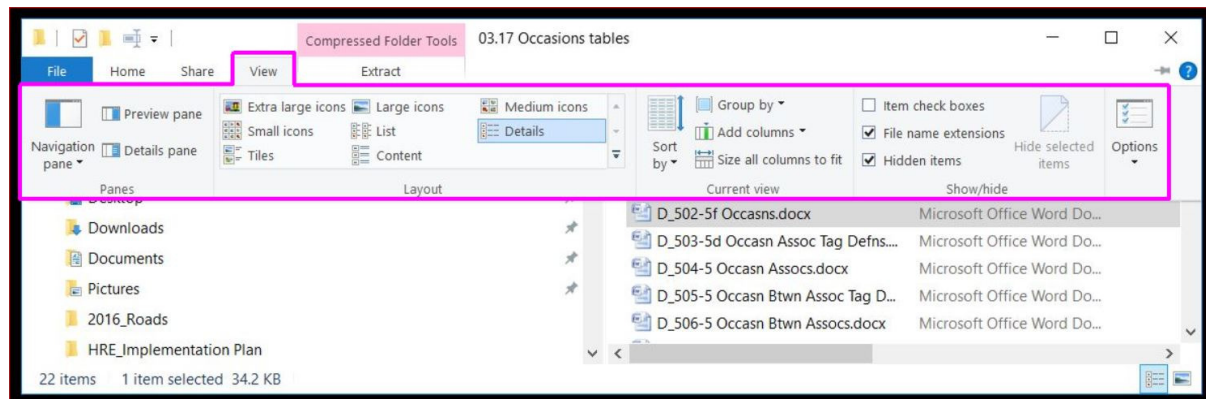 Compressed Folder Tools 03.17 Occasions tables
File Home Share View Extract
Navigation pane
Preview pane
Details pane
Panes
Extra large icons Large icons Medium icons
Small icons List Details
Tiles Content
Layout
Sort by
Group by
Add columns
Size all columns to fit
Current view
Item check boxes
File name extensions
Hidden items
Hide selected
items
Show/hide
Options
Desktop
Downloads
Documents
Pictures
2016_Roads
HRE_Implementation Plan
D_502-5f Occasns.docx Microsoft Office Word Do...
D_503-5d Occasn Assoc Tag Defns.... Microsoft Office Word Do...
D_504-5 Occasn Assocs.docx Microsoft Office Word Do...
D_505-5 Occasn Btwn Assoc Tag D... Microsoft Office Word Do...
D_506-5 Occasn Btwn Assocs.docx Microsoft Office Word Do...
22 items 1 item selected 34.2 KB